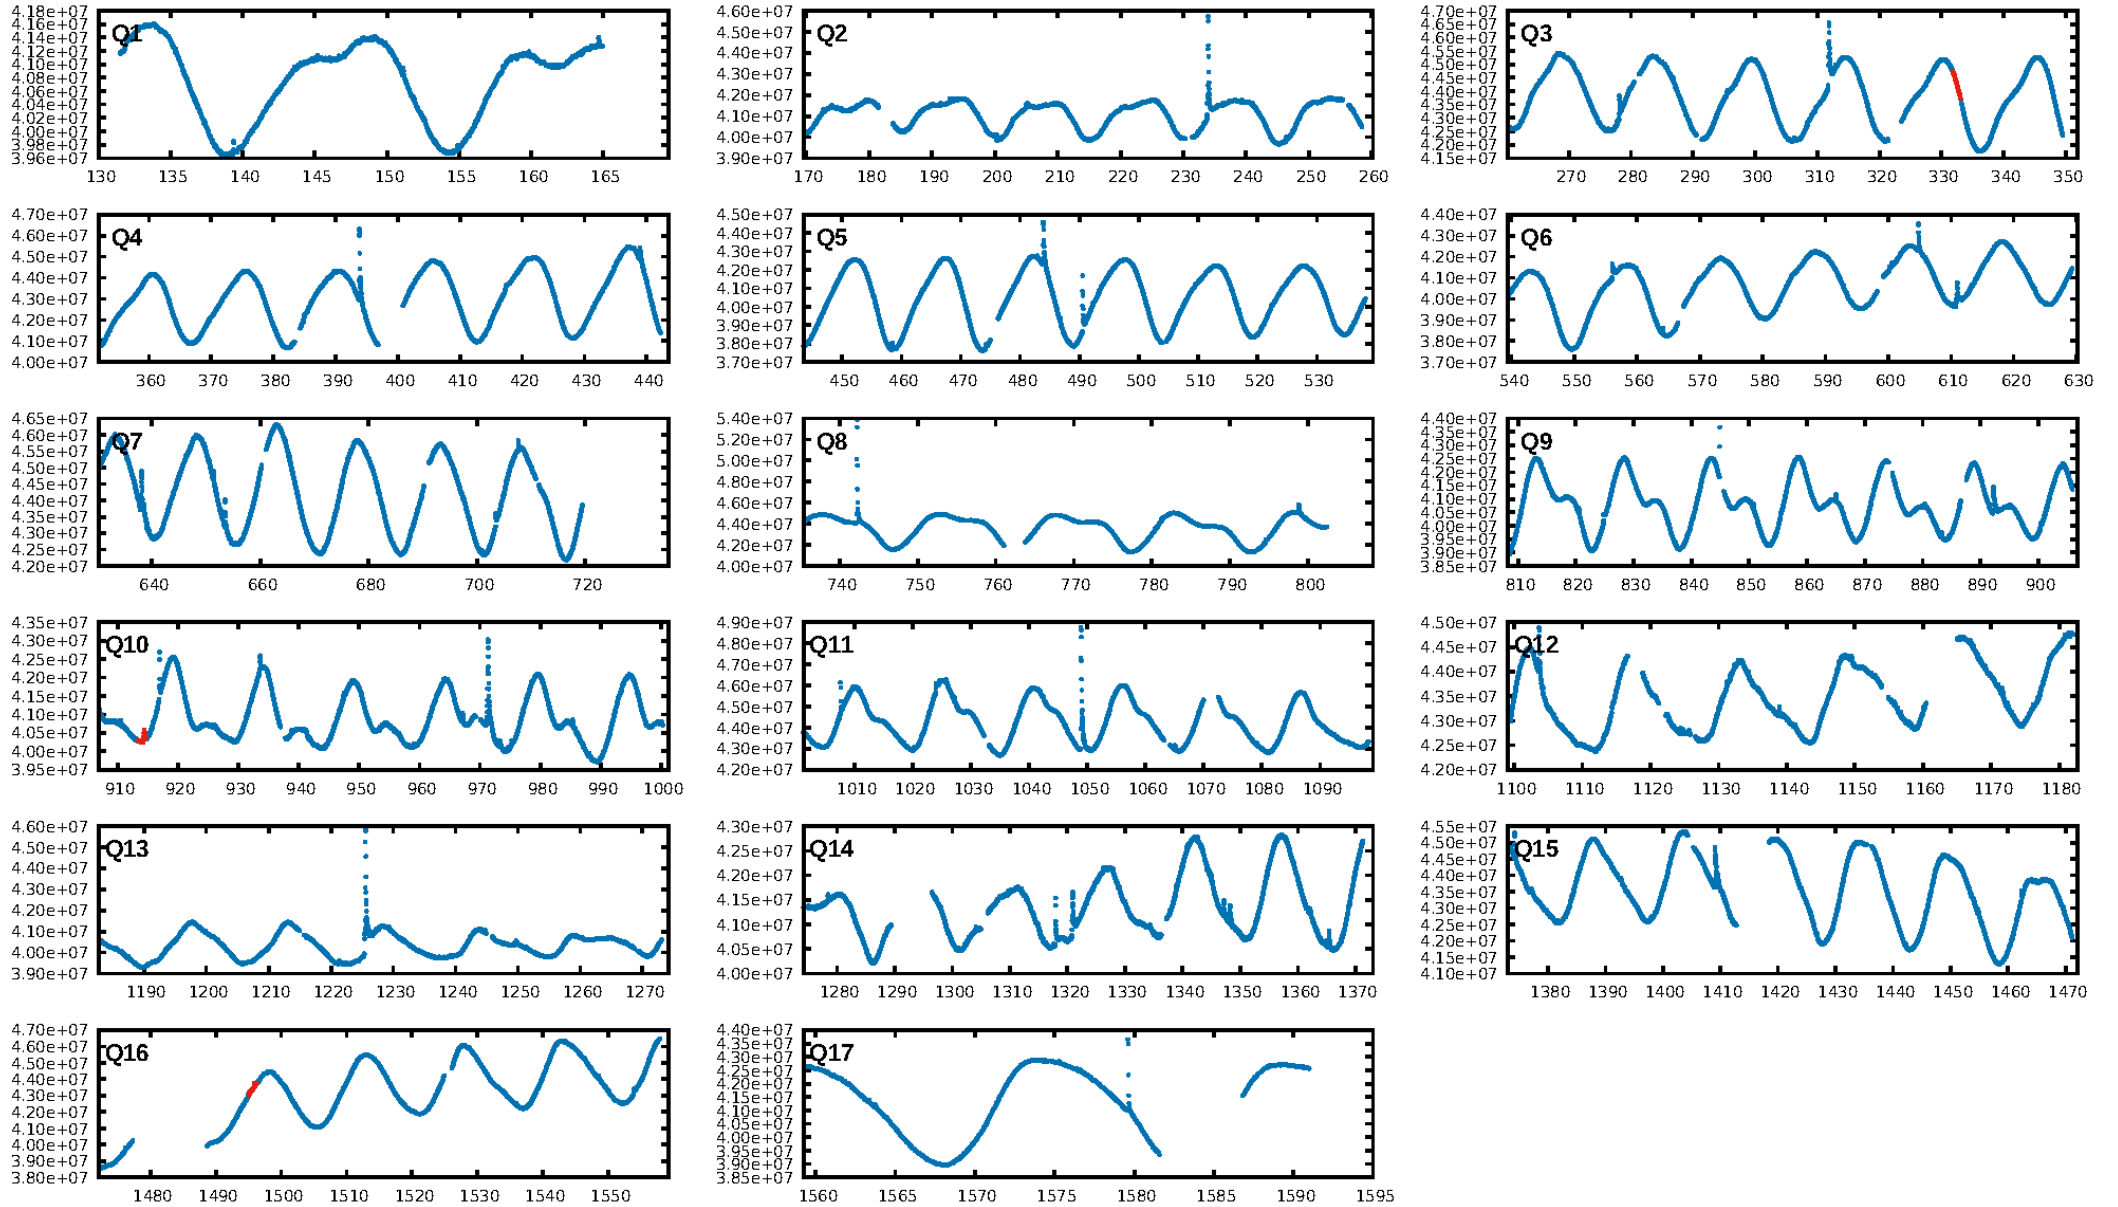 Q1
4.18e+07
4.16e+07
4.14e+07
4.12e+07
4.10e+07
4.08e+07
4.06e+07
4.04e+07
4.02e+07
4.00e+07
3.98e+07
3.96e+07
130 135 140 145 150 155 160 165
Q2
4.60e+07
4.50e+07
4.40e+07
4.30e+07
4.20e+07
4.10e+07
4.00e+07
3.90e+07
170 180 190 200 210 220 230 240 250 260
Q3
4.70e+07
4.65e+07
4.60e+07
4.55e+07
4.50e+07
4.45e+07
4.40e+07
4.35e+07
4.30e+07
4.25e+07
4.20e+07
4.15e+07
270 280 290 300 310 320 330 340 350
Q4
4.70e+07
4.60e+07
4.50e+07
4.40e+07
4.30e+07
4.20e+07
4.10e+07
4.00e+07
360 370 380 390 400 410 420 430 440
Q5
4.50e+07
4.40e+07
4.30e+07
4.20e+07
4.10e+07
4.00e+07
3.90e+07
3.80e+07
3.70e+07
450 460 470 480 490 500 510 520 530
Q6
4.40e+07
4.30e+07
4.20e+07
4.10e+07
4.00e+07
3.90e+07
3.80e+07
3.70e+07
540 550 560 570 580 590 600 610 620 630
Q7
4.65e+07
4.60e+07
4.55e+07
4.50e+07
4.45e+07
4.40e+07
4.35e+07
4.30e+07
4.25e+07
4.20e+07
640 660 680 700 720
Q8
5.40e+07
5.20e+07
5.00e+07
4.80e+07
4.60e+07
4.40e+07
4.20e+07
4.00e+07
740 750 760 770 780 790 800
Q9
4.40e+07
4.35e+07
4.30e+07
4.25e+07
4.20e+07
4.15e+07
4.10e+07
4.05e+07
4.00e+07
3.95e+07
3.90e+07
3.85e+07
810 820 830 840 850 860 870 880 890 900
Q10
4.35e+07
4.30e+07
4.25e+07
4.20e+07
4.15e+07
4.10e+07
4.05e+07
4.00e+07
3.95e+07
910 920 930 940 950 960 970 980 990 1000
Q11
4.90e+07
4.80e+07
4.70e+07
4.60e+07
4.50e+07
4.40e+07
4.30e+07
4.20e+07
1010 1020 1030 1040 1050 1060 1070 1080 1090
Q12
4.50e+07
4.45e+07
4.40e+07
4.35e+07
4.30e+07
4.25e+07
4.20e+07
1100 1110 1120 1130 1140 1150 1160 1170 1180
Q13
4.60e+07
4.50e+07
4.40e+07
4.30e+07
4.20e+07
4.10e+07
4.00e+07
3.90e+07
1190 1200 1210 1220 1230 1240 1250 1260 1270
Q14
4.30e+07
4.25e+07
4.20e+07
4.15e+07
4.10e+07
4.05e+07
4.00e+07
1280 1290 1300 1310 1320 1330 1340 1350 1360 1370
Q15
4.55e+07
4.50e+07
4.45e+07
4.40e+07
4.35e+07
4.30e+07
4.25e+07
4.20e+07
4.15e+07
4.10e+07
1380 1390 1400 1410 1420 1430 1440 1450 1460 1470
Q16
4.70e+07
4.60e+07
4.50e+07
4.40e+07
4.30e+07
4.20e+07
4.10e+07
4.00e+07
3.90e+07
3.80e+07
1480 1490 1500 1510 1520 1530 1540 1550
Q17
4.40e+07
4.35e+07
4.30e+07
4.25e+07
4.20e+07
4.15e+07
4.10e+07
4.05e+07
4.00e+07
3.95e+07
3.90e+07
3.85e+07
1560 1565 1570 1575 1580 1585 1590 1595